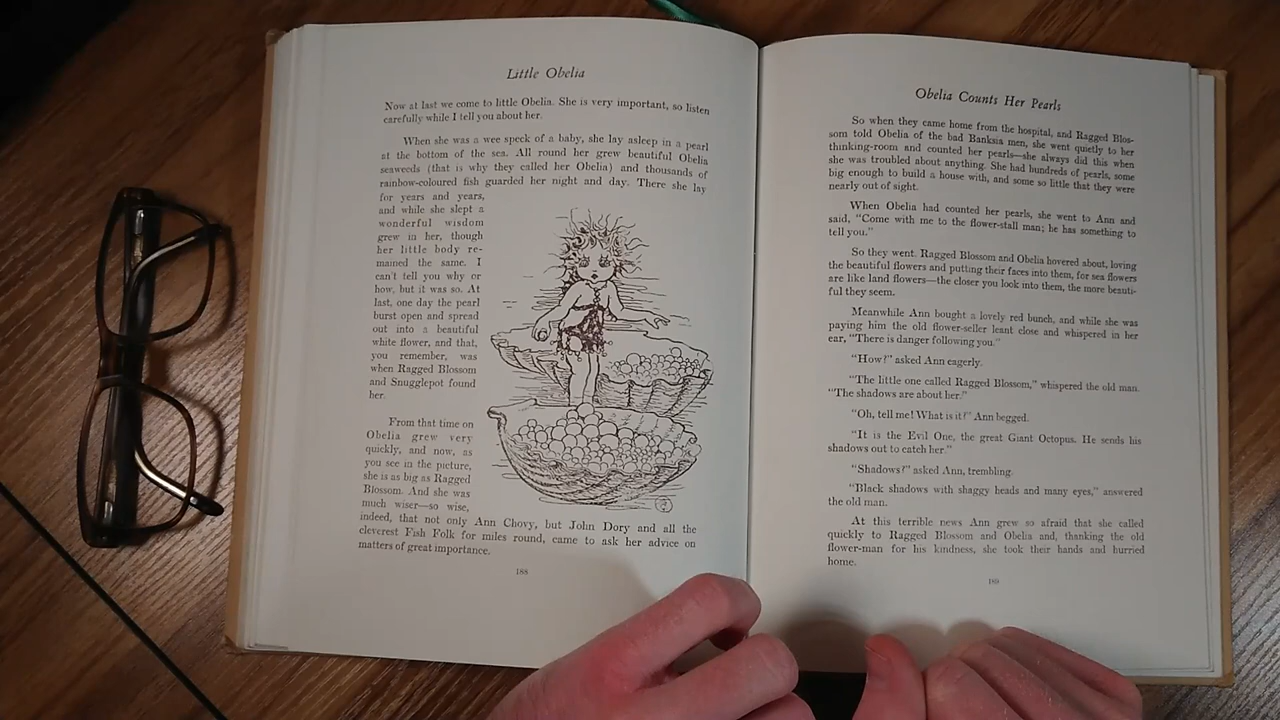 Little Obelia
Now at last we come to little Obelia. She is very important, so listen
carefully while I tell you about her.
When she was a wee speck of a baby, she lay asleep in a pearl
at the bottom of the sea. All round her grew beautiful Obelia
seaweeds (that is why they called her Obelia) and thousands of
rainbow-coloured fish guarded her night and day. There she lay
for years and years,
and while she slept a
wonderful wisdom
grew in her, though
her little body re-
mained the same. I
can't tell you why or
how, but it was so. At
last, one day the pearl
burst open and spread
out into a beautiful
white flower, and that,
you remember, was
when Ragged Blossom
and Snugglepot found
her.
From that time on
Obelia grew very
quickly, and now, as
you see in the picture,
she is as big as Ragged
Blossom. And she was
much wiser—so wise,
indeed, that not only Ann Chovy, but John Dory and all the
cleverest Fish Folk for miles round, came to ask her advice on
matters of great importance.
188
Obelia Counts Her Pearls
So when they came home from the hospital, and Ragged Blos-
som told Obelia of the bad Banksia men, she went quietly to her
thinking-room and counted her pearls—she always did this when
she was troubled about anything. She had hundreds of pearls, some
big enough to build a house with, and some so little that they were
nearly out of sight.
When Obelia had counted her pearls, she went to Ann and
said, "Come with me to the flower-stall man; he has something to
tell you."
So they went. Ragged Blossom and Obelia hovered about, loving
the beautiful flowers and putting their faces into them, for sea flowers
are like land flowers—the closer you look into them, the more beauti-
ful they seem.
Meanwhile Ann bought a lovely red bunch, and while she was
paying him the old flower-seller leant close and whispered in her
ear, "There is danger following you."
"How?" asked Ann eagerly.
"The little one called Ragged Blossom," whispered the old man.
"The shadows are about her."
"Oh, tell me! What is it?" Ann begged.
"It is the Evil One, the great Giant Octopus. He sends his
shadows out to catch her."
"Shadows?" asked Ann, trembling.
"Black shadows with shaggy heads and many eyes," answered
the old man.
At this terrible news Ann grew so afraid that she called
quickly to Ragged Blossom and Obelia and, thanking the old
flower-man for his kindness, she took their hands and hurried
home.
189